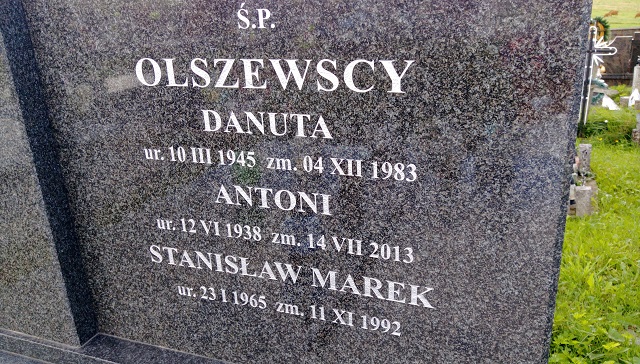 Ś.P.
OLSZEWSCY
DANUTA
ur. 10 III 1945 zm. 04 XII 1983
ANTONI
ur. 12 VI 1938 zm. 14 VII 2013
STANISŁAW MAREK
ur. 23 I 1965 zm. 11 XI 1992